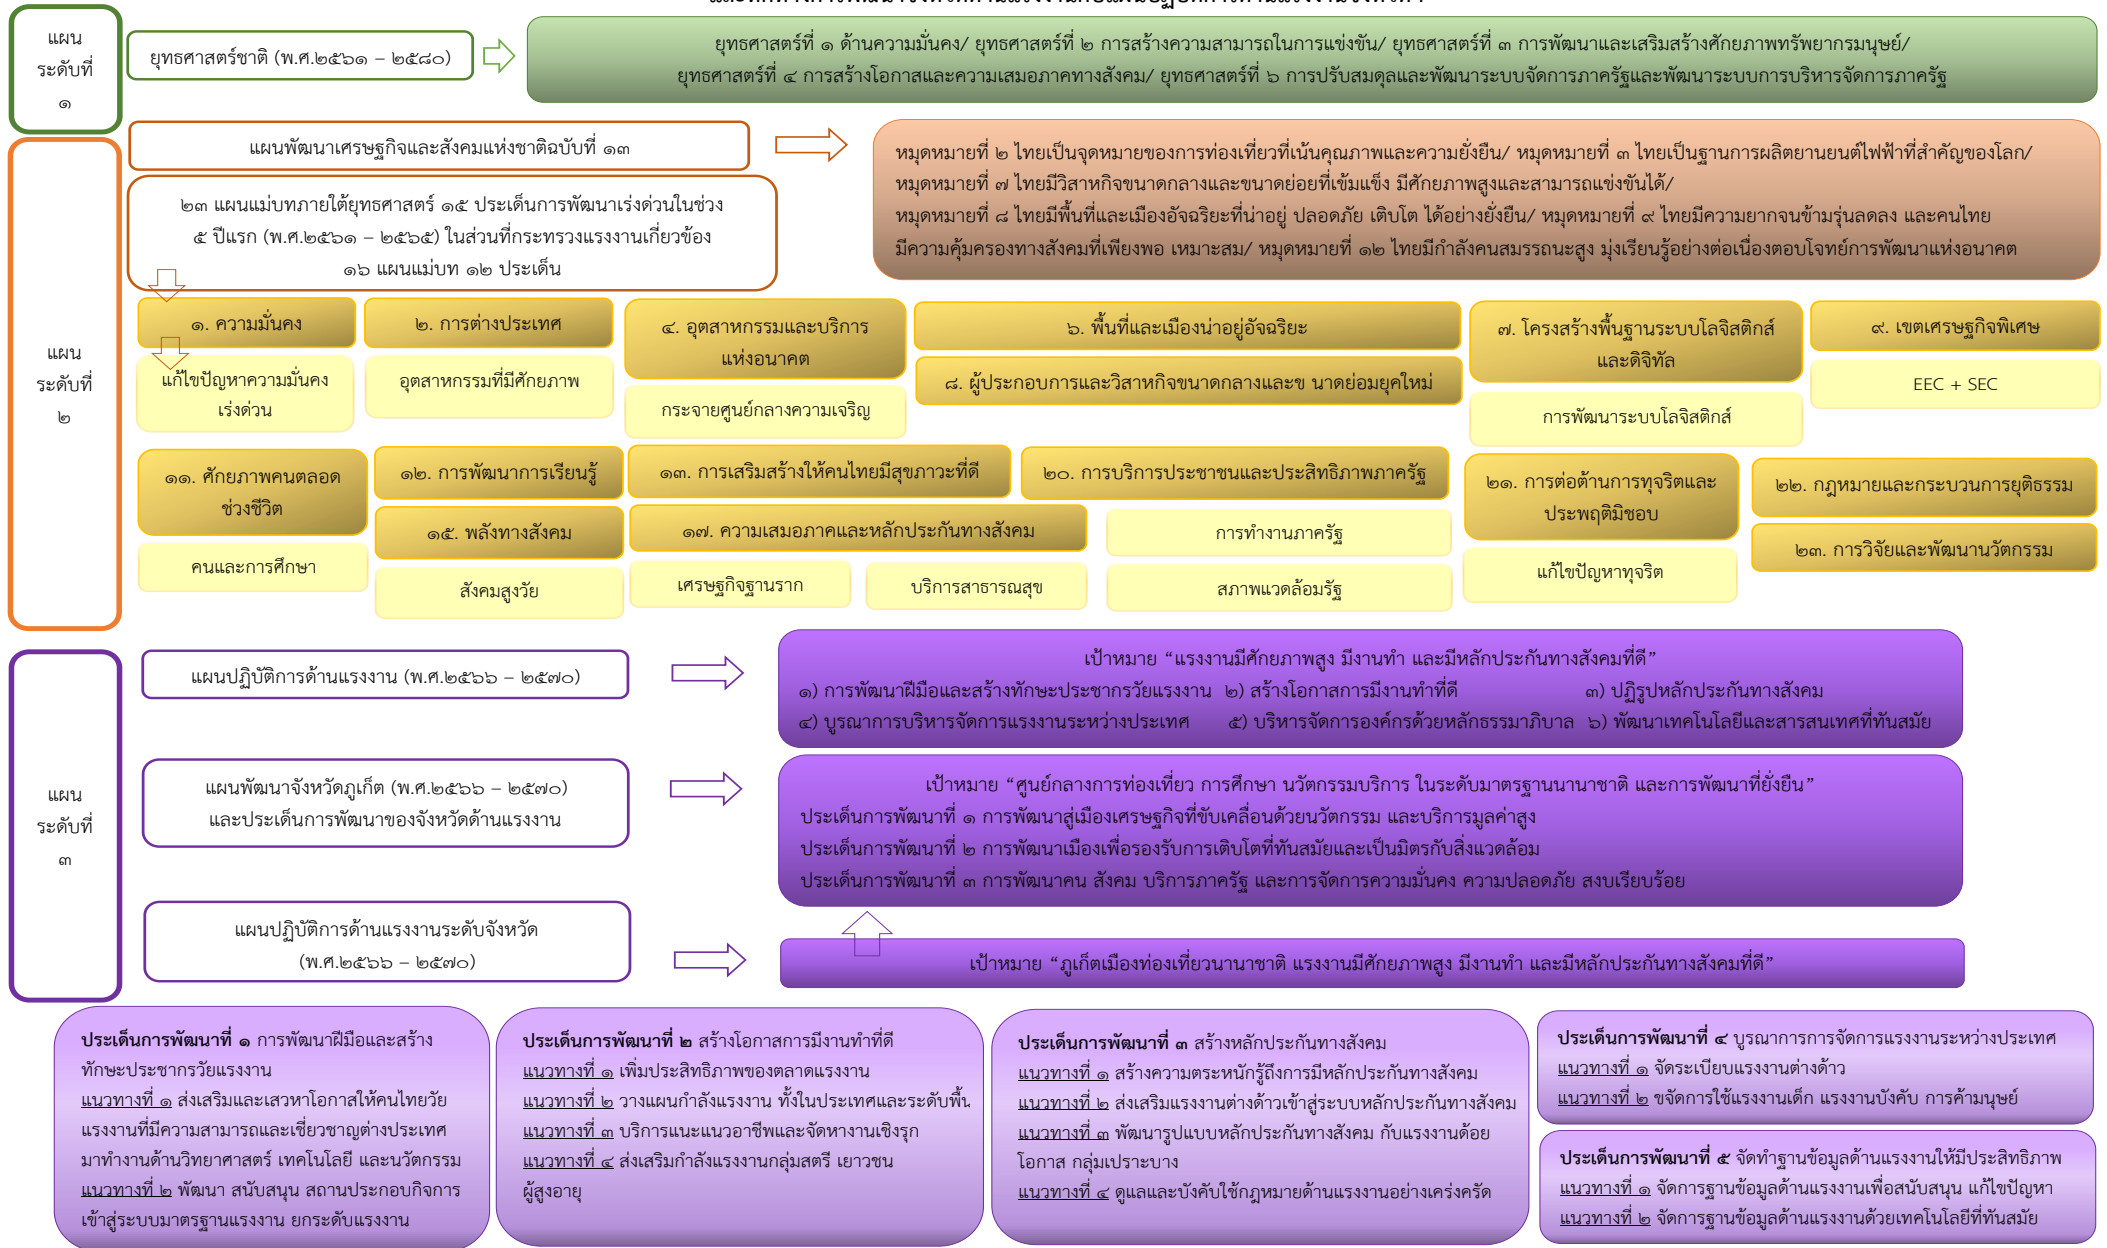 แผน
ระดับที่
๑
ยุทธศาสตร์ชาติ (พ.ศ.๒๕๖๑ – ๒๕๘๐)
ยุทธศาสตร์ที่ ๑ ด้านความมั่นคง/ ยุทธศาสตร์ที่ ๒ การสร้างความสามารถในการแข่งขัน/ ยุทธศาสตร์ที่ ๓ การพัฒนาและเสริมสร้างศักยภาพทรัพยากรมนุษย์/
ยุทธศาสตร์ที่ ๔ การสร้างโอกาสและความเสมอภาคทางสังคม/ ยุทธศาสตร์ที่ ๖ การปรับสมดุลและพัฒนาระบบจัดการภาครัฐและพัฒนาระบบการบริหารจัดการภาครัฐ
แผน
ระดับที่
๒
แผนพัฒนาเศรษฐกิจและสังคมแห่งชาติฉบับที่ ๑๓
หมุดหมายที่ ๒ ไทยเป็นจุดหมายของการท่องเที่ยวที่เน้นคุณภาพและความยั่งยืน/ หมุดหมายที่ ๓ ไทยเป็นฐานการผลิตยานยนต์ไฟฟ้าที่สำคัญของโลก/
หมุดหมายที่ ๗ ไทยมีวิสาหกิจขนาดกลางและขนาดย่อยที่เข้มแข็ง มีศักยภาพสูงและสามารถแข่งขันได้/
หมุดหมายที่ ๘ ไทยมีพื้นที่และเมืองอัจฉริยะที่น่าอยู่ ปลอดภัย เติบโต ได้อย่างยั่งยืน/ หมุดหมายที่ ๙ ไทยมีความยากจนข้ามรุ่นลดลง และคนไทย
มีความคุ้มครองทางสังคมที่เพียงพอ เหมาะสม/ หมุดหมายที่ ๑๒ ไทยมีกำลังคนสมรรถนะสูง มุ่งเรียนรู้อย่างต่อเนื่องตอบโจทย์การพัฒนาแห่งอนาคต
๒๓ แผนแม่บทภายใต้ยุทธศาสตร์ ๑๕ ประเด็นการพัฒนาเร่งด่วนในช่วง
๕ ปีแรก (พ.ศ.๒๕๖๑ – ๒๕๖๕) ในส่วนที่กระทรวงแรงงานเกี่ยวข้อง
๑๖ แผนแม่บท ๑๒ ประเด็น
๑. ความมั่นคง
แก้ไขปัญหาความมั่นคง
เร่งด่วน
๒. การต่างประเทศ
อุตสาหกรรมที่มีศักยภาพ
๔. อุตสาหกรรมและบริการ
แห่งอนาคต
กระจายศูนย์กลางความเจริญ
๖. พื้นที่และเมืองน่าอยู่อัจฉริยะ
๘. ผู้ประกอบการและวิสาหกิจขนาดกลางและข นาดย่อมยุคใหม่
๗. โครงสร้างพื้นฐานระบบโลจิสติกส์
และดิจิทัล
การพัฒนาระบบโลจิสติกส์
๙. เขตเศรษฐกิจพิเศษ
EEC + SEC
๑๑. ศักยภาพคนตลอด
ช่วงชีวิต
คนและการศึกษา
๑๒. การพัฒนาการเรียนรู้
๑๕. พลังทางสังคม
สังคมสูงวัย
๑๓. การเสริมสร้างให้คนไทยมีสุขภาวะที่ดี
๑๗. ความเสมอภาคและหลักประกันทางสังคม
เศรษฐกิจฐานราก
บริการสาธารณสุข
๒๐. การบริการประชาชนและประสิทธิภาพภาครัฐ
การทำงานภาครัฐ
สภาพแวดล้อมรัฐ
๒๑. การต่อต้านการทุจริตและ
ประพฤติมิชอบ
แก้ไขปัญหาทุจริต
๒๒. กฎหมายและกระบวนการยุติธรรม
๒๓. การวิจัยและพัฒนานวัตกรรม
แผน
ระดับที่
๓
แผนปฏิบัติการด้านแรงงาน (พ.ศ.๒๕๖๖ – ๒๕๗๐)
เป้าหมาย “แรงงานมีศักยภาพสูง มีงานทำ และมีหลักประกันทางสังคมที่ดี”
๑) การพัฒนาฝีมือและสร้างทักษะประชากรวัยแรงงาน ๒) สร้างโอกาสการมีงานทำที่ดี ๓) ปฏิรูปหลักประกันทางสังคม
๔) บูรณาการบริหารจัดการแรงงานระหว่างประเทศ ๕) บริหารจัดการองค์กรด้วยหลักธรรมาภิบาล ๖) พัฒนาเทคโนโลยีและสารสนเทศที่ทันสมัย
แผนพัฒนาจังหวัดภูเก็ต (พ.ศ.๒๕๖๖ – ๒๕๗๐)
และประเด็นการพัฒนาของจังหวัดด้านแรงงาน
เป้าหมาย “ศูนย์กลางการท่องเที่ยว การศึกษา นวัตกรรมบริการ ในระดับมาตรฐานนานาชาติ และการพัฒนาที่ยั่งยืน”
ประเด็นการพัฒนาที่ ๑ การพัฒนาสู่เมืองเศรษฐกิจที่ขับเคลื่อนด้วยนวัตกรรม และบริการมูลค่าสูง
ประเด็นการพัฒนาที่ ๒ การพัฒนาเมืองเพื่อรองรับการเติบโตที่ทันสมัยและเป็นมิตรกับสิ่งแวดล้อม
ประเด็นการพัฒนาที่ ๓ การพัฒนาคน สังคม บริการภาครัฐ และการจัดการความมั่นคง ความปลอดภัย สงบเรียบร้อย
แผนปฏิบัติการด้านแรงงานระดับจังหวัด
(พ.ศ.๒๕๖๖ – ๒๕๗๐)
เป้าหมาย “ภูเก็ตเมืองท่องเที่ยวนานาชาติ แรงงานมีศักยภาพสูง มีงานทำ และมีหลักประกันทางสังคมที่ดี”
ประเด็นการพัฒนาที่ ๑ การพัฒนาฝีมือและสร้าง
ทักษะประชากรวัยแรงงาน
แนวทางที่ ๑ ส่งเสริมและเสวหาโอกาสให้คนไทยวัย
แรงงานที่มีความสามารถและเชี่ยวชาญต่างประเทศ
มาทำงานด้านวิทยาศาสตร์ เทคโนโลยี และนวัตกรรม
แนวทางที่ ๒ พัฒนา สนับสนุน สถานประกอบกิจการ
เข้าสู่ระบบมาตรฐานแรงงาน ยกระดับแรงงาน
ประเด็นการพัฒนาที่ ๒ สร้างโอกาสการมีงานทำที่ดี
แนวทางที่ ๑ เพิ่มประสิทธิภาพของตลาดแรงงาน
แนวทางที่ ๒ วางแผนกำลังแรงงาน ทั้งในประเทศและระดับพื้น
แนวทางที่ ๓ บริการแนะแนวอาชีพและจัดหางานเชิงรุก
แนวทางที่ ๔ ส่งเสริมกำลังแรงงานกลุ่มสตรี เยาวชน
ผู้สูงอายุ
ประเด็นการพัฒนาที่ ๓ สร้างหลักประกันทางสังคม
แนวทางที่ ๑ สร้างความตระหนักรู้ถึงการมีหลักประกันทางสังคม
แนวทางที่ ๒ ส่งเสริมแรงงานต่างด้าวเข้าสู่ระบบหลักประกันทางสังคม
แนวทางที่ ๓ พัฒนารูปแบบหลักประกันทางสังคม กับแรงงานด้อย
โอกาส กลุ่มเปราะบาง
แนวทางที่ ๔ ดูแลและบังคับใช้กฎหมายด้านแรงงานอย่างเคร่งครัด
ประเด็นการพัฒนาที่ ๔ บูรณาการการจัดการแรงงานระหว่างประเทศ
แนวทางที่ ๑ จัดระเบียบแรงงานต่างด้าว
แนวทางที่ ๒ ขจัดการใช้แรงงานเด็ก แรงงานบังคับ การค้ามนุษย์
ประเด็นการพัฒนาที่ ๕ จัดทำฐานข้อมูลด้านแรงงานให้มีประสิทธิภาพ
แนวทางที่ ๑ จัดการฐานข้อมูลด้านแรงงานเพื่อสนับสนุน แก้ไขปัญหา
แนวทางที่ ๒ จัดการฐานข้อมูลด้านแรงงานด้วยเทคโนโลยีที่ทันสมัย